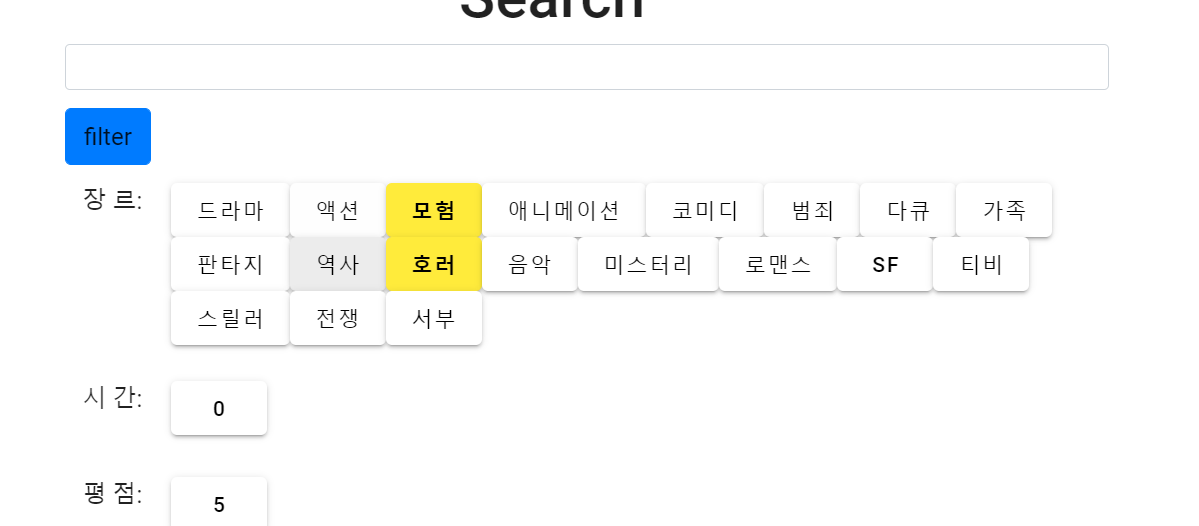 Search
filter
장 르: 드라마 액션 모험 애니메이션 코미디 범죄 다큐 가족
판타지 역사 호러 음악 미스터리 로맨스 SF 티비
스릴러 전쟁 서부
시 간: 0
평 점: 5